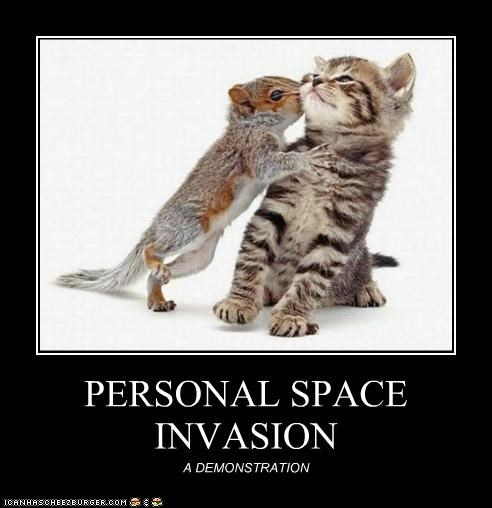 PERSONAL SPACE
INVASION
A DEMONSTRATION
ICANHASCHEEZBURGER.COM